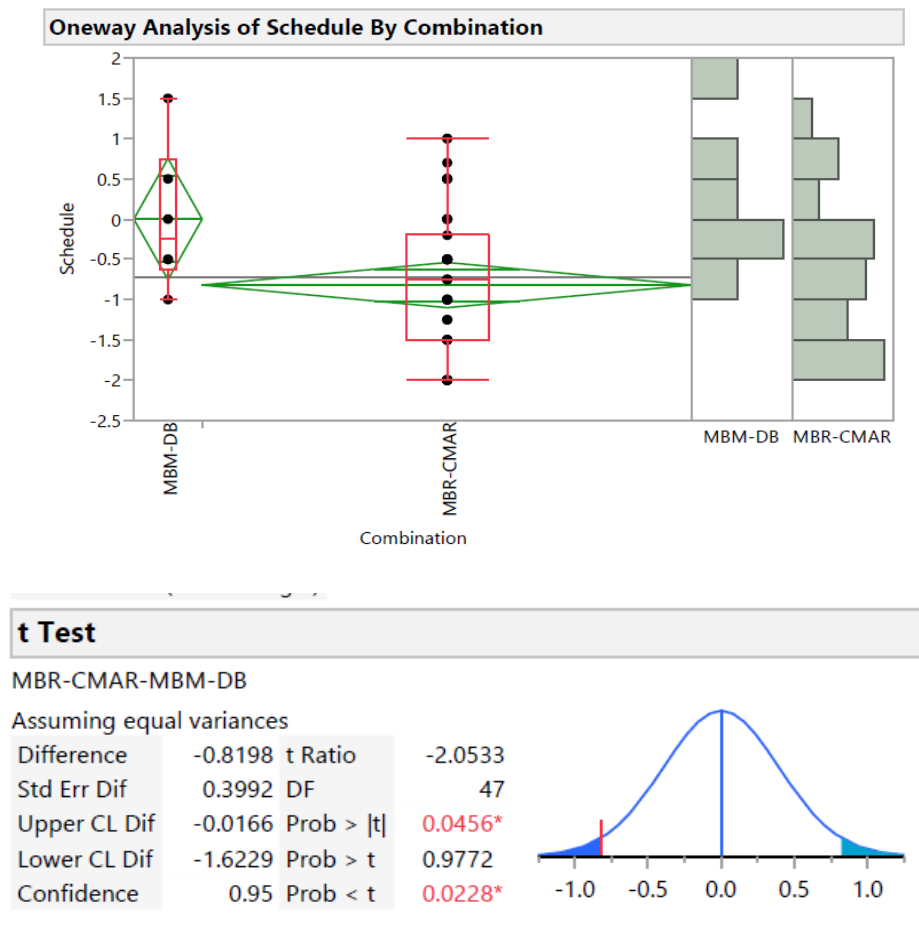 Oneway Analysis of Schedule By Combination
2
1.5
1
0.5
0
-0.5
-1
-1.5
-2
-2.5
Schedule
MBM-DB
MBR-CMAR
MBM-DB MBR-CMAR
Combination
t Test
MBR-CMAR-MBM-DB
Assuming equal variances
Difference -0.8198 t Ratio -2.0533
Std Err Dif 0.3992 DF 47
Upper CL Dif -0.0166 Prob > |t| 0.0456*
Lower CL Dif -1.6229 Prob > t 0.9772
Confidence 0.95 Prob < t 0.0228*
-1.0 -0.5 0.0 0.5 1.0